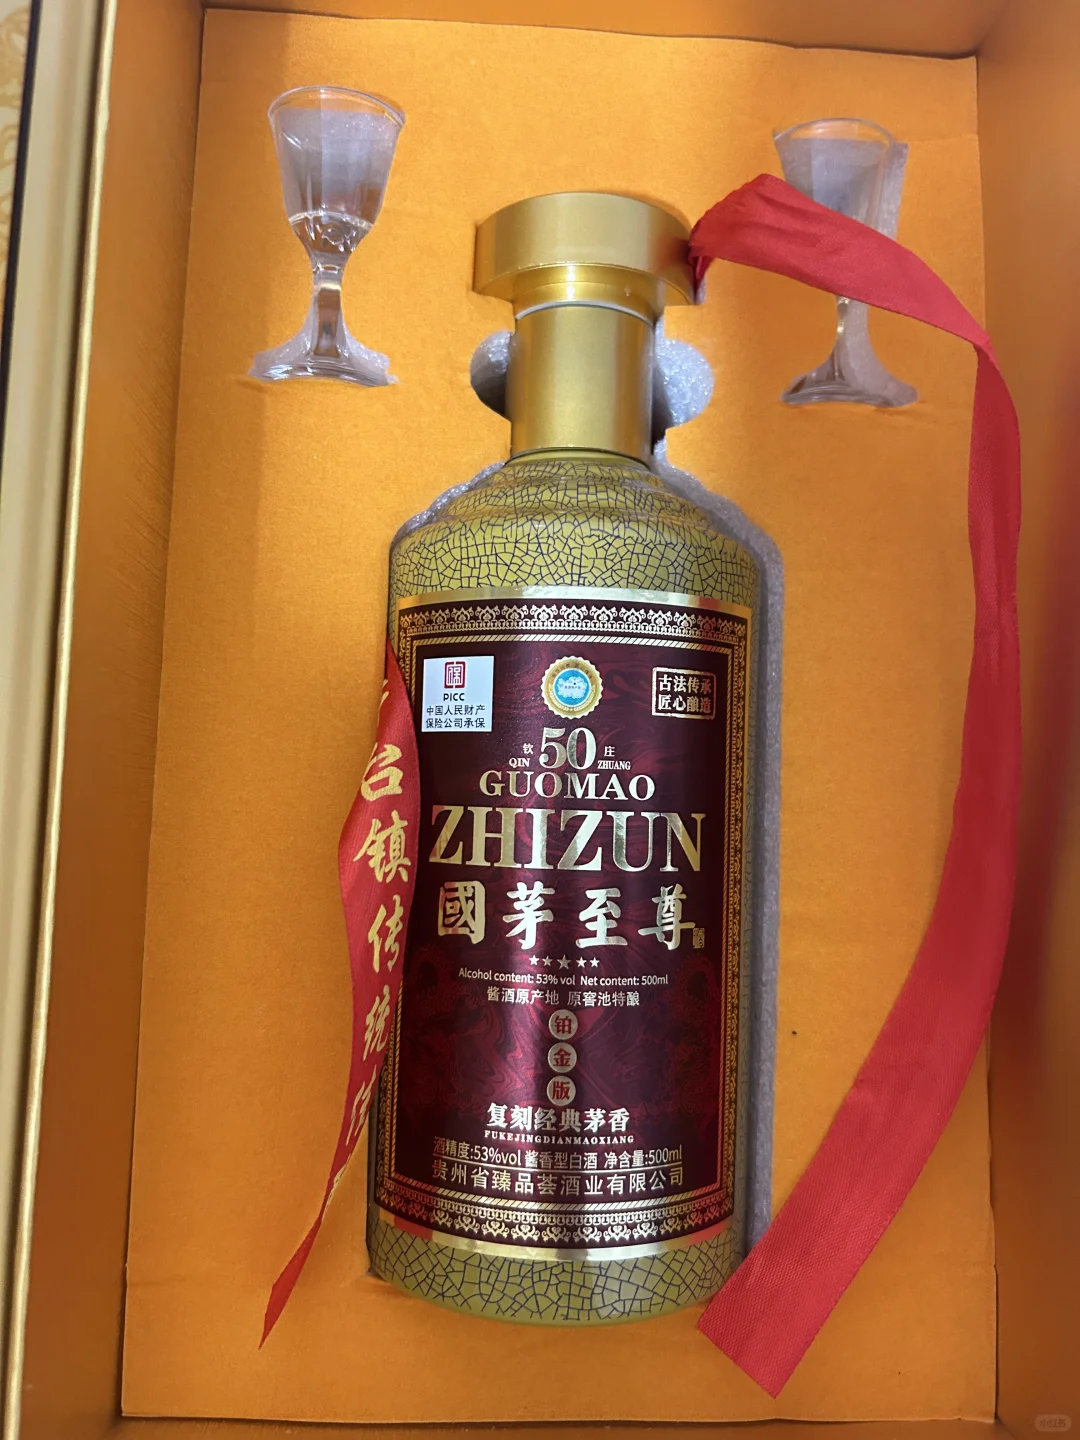 PICC
中国人民财产
保险公司承保
古法传承
匠心酿造
钦 50 庄
QIN ZHUANG
GUOMAO
ZHIZUN
國茅至尊
Alcohol content: 53% vol Net content: 500ml
酱酒原产地 原窖池特酿
铂
金
版
复刻经典茅香
FUKEJINGDIANMAOXIANG
酒精度:53%vol 酱香型白酒 净含量:500ml
贵州省臻品荟酒业有限公司
台镇传统
小红书